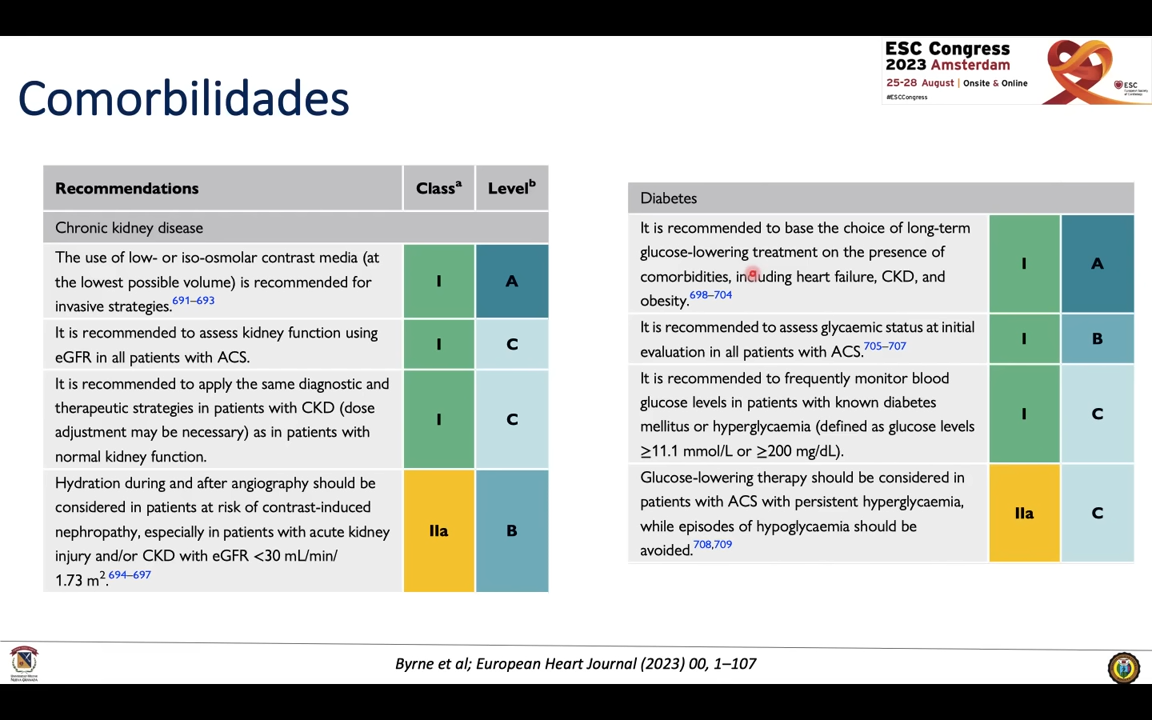 ESC Congress
2023 Amsterdam
25-28 August | Onsite & Online
#ESCCongress
ESC
Comorbilidades
Recommendations Classᵃ Levelᵇ
Chronic kidney disease
The use of low- or iso-osmolar contrast media (at
the lowest possible volume) is recommended for
invasive strategies.691–693
I A
It is recommended to assess kidney function using
eGFR in all patients with ACS.
I C
It is recommended to apply the same diagnostic and
therapeutic strategies in patients with CKD (dose
adjustment may be necessary) as in patients with
normal kidney function.
I C
Hydration during and after angiography should be
considered in patients at risk of contrast-induced
nephropathy, especially in patients with acute kidney
injury and/or CKD with eGFR <30 mL/min/
1.73 m².694–697
IIa B
Diabetes
It is recommended to base the choice of long-term
glucose-lowering treatment on the presence of
comorbidities, including heart failure, CKD, and
obesity.698–704
I A
It is recommended to assess glycaemic status at initial
evaluation in all patients with ACS.705–707
I B
It is recommended to frequently monitor blood
glucose levels in patients with known diabetes
mellitus or hyperglycaemia (defined as glucose levels
≥11.1 mmol/L or ≥200 mg/dL).
I C
Glucose-lowering therapy should be considered in
patients with ACS with persistent hyperglycaemia,
while episodes of hypoglycaemia should be
avoided.708,709
IIa C
Byrne et al; European Heart Journal (2023) 00, 1–107